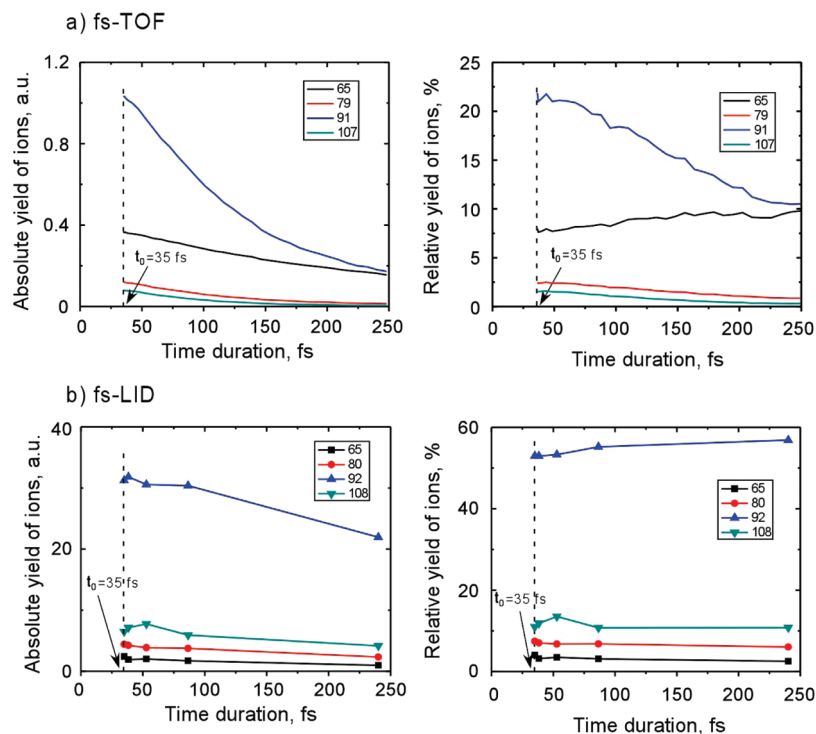 a) fs-TOF
Absolute yield of ions, a.u.
1.2
0.8
0.4
0
65
79
91
107
t₀=35 fs
0 50 100 150 200 250
Time duration, fs
Relative yield of ions, %
25
20
15
10
5
0
65
79
91
107
t₀=35 fs
0 50 100 150 200 250
Time duration, fs
b) fs-LID
Absolute yield of ions, a.u.
40
20
0
65
80
92
108
t₀=35 fs
0 50 100 150 200 250
Time duration, fs
Relative yield of ions, %
60
40
20
0
65
80
92
108
t₀=35 fs
0 50 100 150 200 250
Time duration, fs